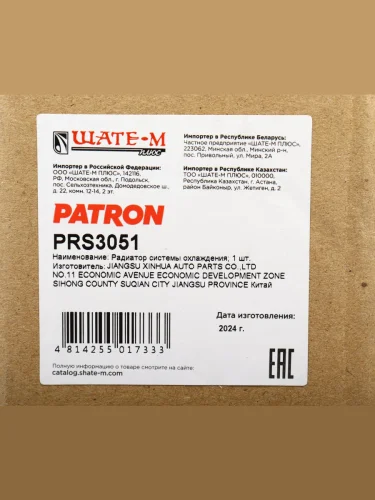 ШАТЕ-М
ПЛЮС
Импортер в Российской Федерации:
ООО «ШАТЕ-М ПЛЮС», 142116,
РФ, Московская обл., г. Подольск,
пос. Сельхозтехника, Домодедовское ш.,
д. 22, комн. 12-14, 2 эт.
Импортер в Республике Беларусь:
Частное предприятие «ШАТЕ-М ПЛЮС»,
223062, Минская обл., Минский р-н,
пос. Привольный, ул. Мира, 2А
Импортер в Республике Казахстан:
ТОО «ШАТЕ-М ПЛЮС», 010000,
Республика Казахстан, г. Астана,
район Байконыр, ул. Жетиген, д. 2
PATRON
PRS3051
Наименование: Радиатор системы охлаждения; 1 шт.
Изготовитель: JIANGSU XINHUA AUTO PARTS CO.,LTD
NO.11 ECONOMIC AVENUE ECONOMIC DEVELOPMENT ZONE
SIHONG COUNTY SUQIAN CITY JIANGSU PROVINCE Китай
4 814255 017333
Дата изготовления:
2024 г.
EAC
Полную информацию о товаре смотрите на сайте:
catalog.shate-m.com